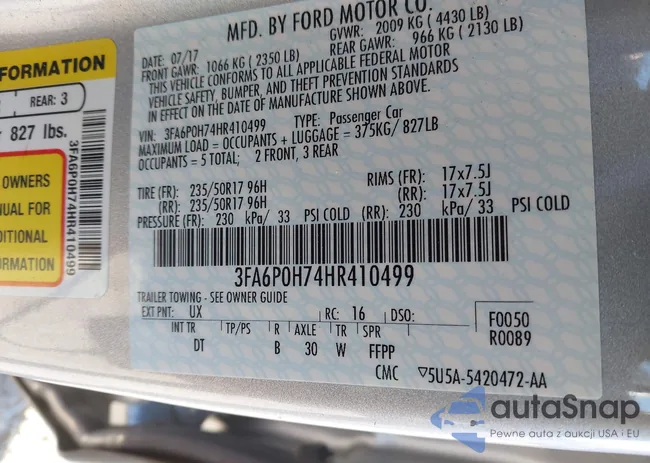 MFD. BY FORD MOTOR CO.
DATE: 07/17
GVWR: 2009 KG ( 4430 LB)
FRONT GAWR: 1066 KG ( 2350 LB)
REAR GAWR: 966 KG ( 2130 LB)
THIS VEHICLE CONFORMS TO ALL APPLICABLE FEDERAL MOTOR
VEHICLE SAFETY, BUMPER, AND THEFT PREVENTION STANDARDS
IN EFFECT ON THE DATE OF MANUFACTURE SHOWN ABOVE.
VIN: 3FA6P0H74HR410499 TYPE: Passenger Car
MAXIMUM LOAD = OCCUPANTS + LUGGAGE = 375KG/ 827LB
OCCUPANTS = 5 TOTAL; 2 FRONT, 3 REAR
TIRE (FR): 235/50R17 96H RIMS (FR): 17x7.5J
(RR): 235/50R17 96H (RR): 17x7.5J
PRESSURE (FR): 230 kPa/ 33 PSI COLD (RR): 230 kPa/ 33 PSI COLD
3FA6P0H74HR410499
TRAILER TOWING - SEE OWNER GUIDE
EXT PNT: UX RC: 16 DSO: F0050
R0089
INT TR TP/PS R AXLE TR SPR
DT B 30 W FFPP
CMC ▽5U5A-5420472-AA
FORMATION
REAR: 3
827 lbs.
OWNERS
NUAL FOR
DITIONAL
FORMATION
3FA6P0H74HR410499
autaSnap
Pewne auta z aukcji USA i EU